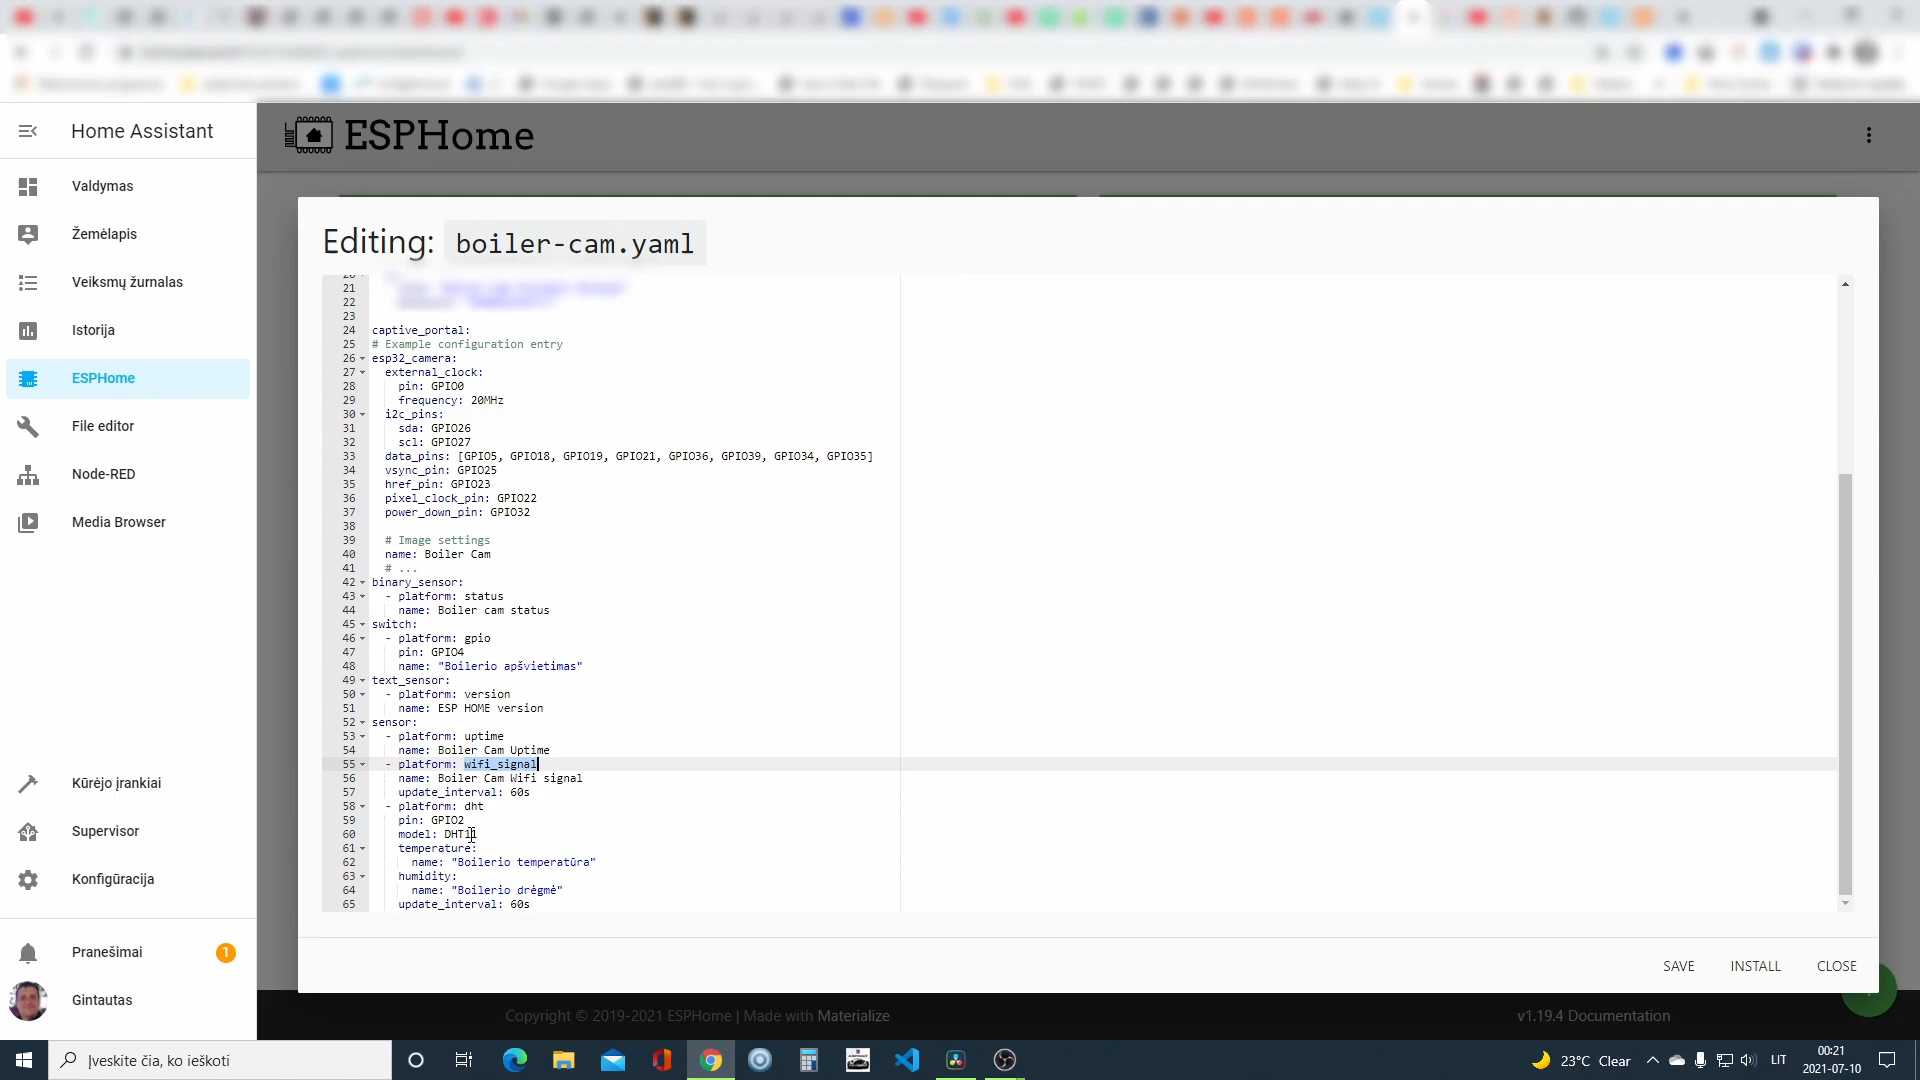 Home Assistant
ESPHome
Valdymas
Žemėlapis
Veiksmų žurnalas
Istorija
ESPHome
File editor
Node-RED
Media Browser
Kūrėjo įrankiai
Supervisor
Konfigūracija
Pranešimai 1
Gintautas
Editing: boiler-cam.yaml
20
21
22
23
24 captive_portal:
25 # Example configuration entry
26 esp32_camera:
27 external_clock:
28 pin: GPIO0
29 frequency: 20MHz
30 i2c_pins:
31 sda: GPIO26
32 scl: GPIO27
33 data_pins: [GPIO5, GPIO18, GPIO19, GPIO21, GPIO36, GPIO39, GPIO34, GPIO35]
34 vsync_pin: GPIO25
35 href_pin: GPIO23
36 pixel_clock_pin: GPIO22
37 power_down_pin: GPIO32
38
39 # Image settings
40 name: Boiler Cam
41 # ...
42 binary_sensor:
43 - platform: status
44 name: Boiler cam status
45 switch:
46 - platform: gpio
47 pin: GPIO4
48 name: "Boilerio apšvietimas"
49 text_sensor:
50 - platform: version
51 name: ESP HOME version
52 sensor:
53 - platform: uptime
54 name: Boiler Cam Uptime
55 - platform: wifi_signal
56 name: Boiler Cam Wifi signal
57 update_interval: 60s
58 - platform: dht
59 pin: GPIO2
60 model: DHT11
61 temperature:
62 name: "Boilerio temperatūra"
63 humidity:
64 name: "Boilerio drėgmė"
65 update_interval: 60s
SAVE INSTALL CLOSE
Copyright © 2019-2021 ESPHome | Made with Materialize
v1.19.4 Documentation
Įveskite čia, ko ieškoti
23°C Clear
LIT
00:21
2021-07-10